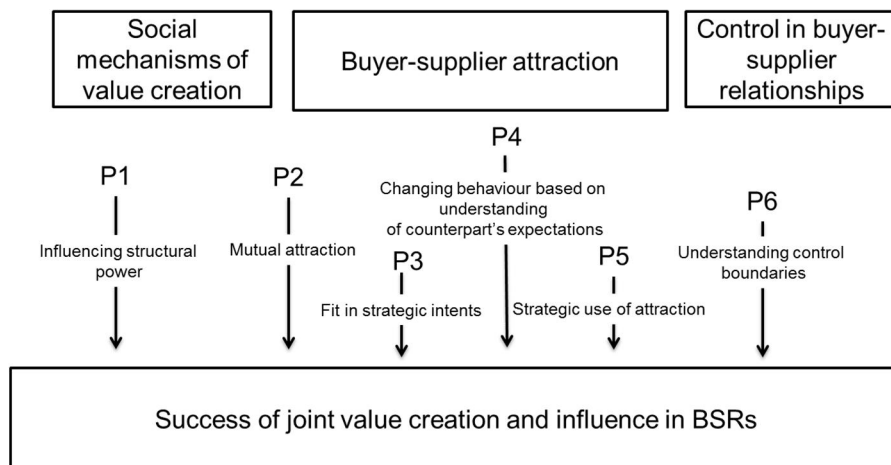 Social
mechanisms of
value creation
Buyer-supplier attraction
Control in buyer-
supplier
relationships
P1
Influencing structural
power
P2
Mutual attraction
P3
Fit in strategic intents
P4
Changing behaviour based on
understanding
of counterpart's expectations
P5
Strategic use of attraction
P6
Understanding control
boundaries
Success of joint value creation and influence in BSRs